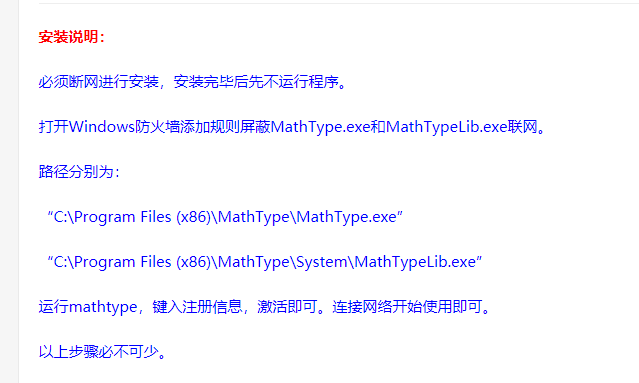 安装说明：
必须断网进行安装，安装完毕后先不运行程序。
打开Windows防火墙添加规则屏蔽MathType.exe和MathTypeLib.exe联网。
路径分别为：
“C:\Program Files (x86)\MathType\MathType.exe”
“C:\Program Files (x86)\MathType\System\MathTypeLib.exe”
运行mathtype，键入注册信息，激活即可。连接网络开始使用即可。
以上步骤必不可少。